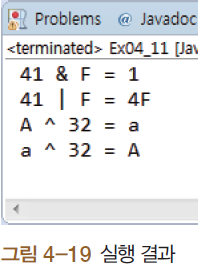 Problems @ Javadoc
<terminated> Ex04_11 [Jav
41 & F = 1
41 | F = 4F
A ^ 32 = a
a ^ 32 = A
그림 4-19 실행 결과